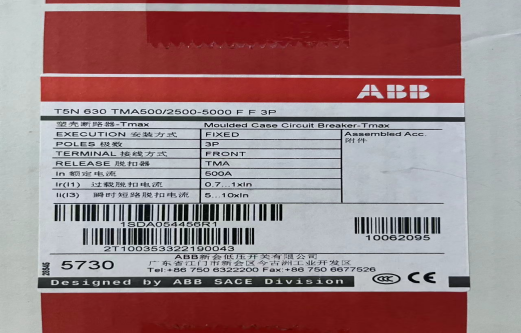 ABB
T5N 630 TMA500/2500-5000 F F 3P
塑壳断路器-Tmax Moulded Case Circuit Breaker-Tmax
EXECUTION 安装方式 FIXED Assembled Acc.
POLES 极数 3P 附件
TERMINAL 接线方式 FRONT
RELEASE 脱扣器 TMA
In 额定电流 500A
Ir(I1) 过载脱扣电流 0.7...1xIn
Ii(I3) 瞬时短路脱扣电流 5...10xIn
1SDA054456R1
10062095
2T100353322190043
ABB新会低压开关有限公司
广东省江门市新会区今古洲工业开发区
5730
Tel:+86 750 6322200 Fax:+86 750 6677526
CCC CE
Designed by ABB SACE Division